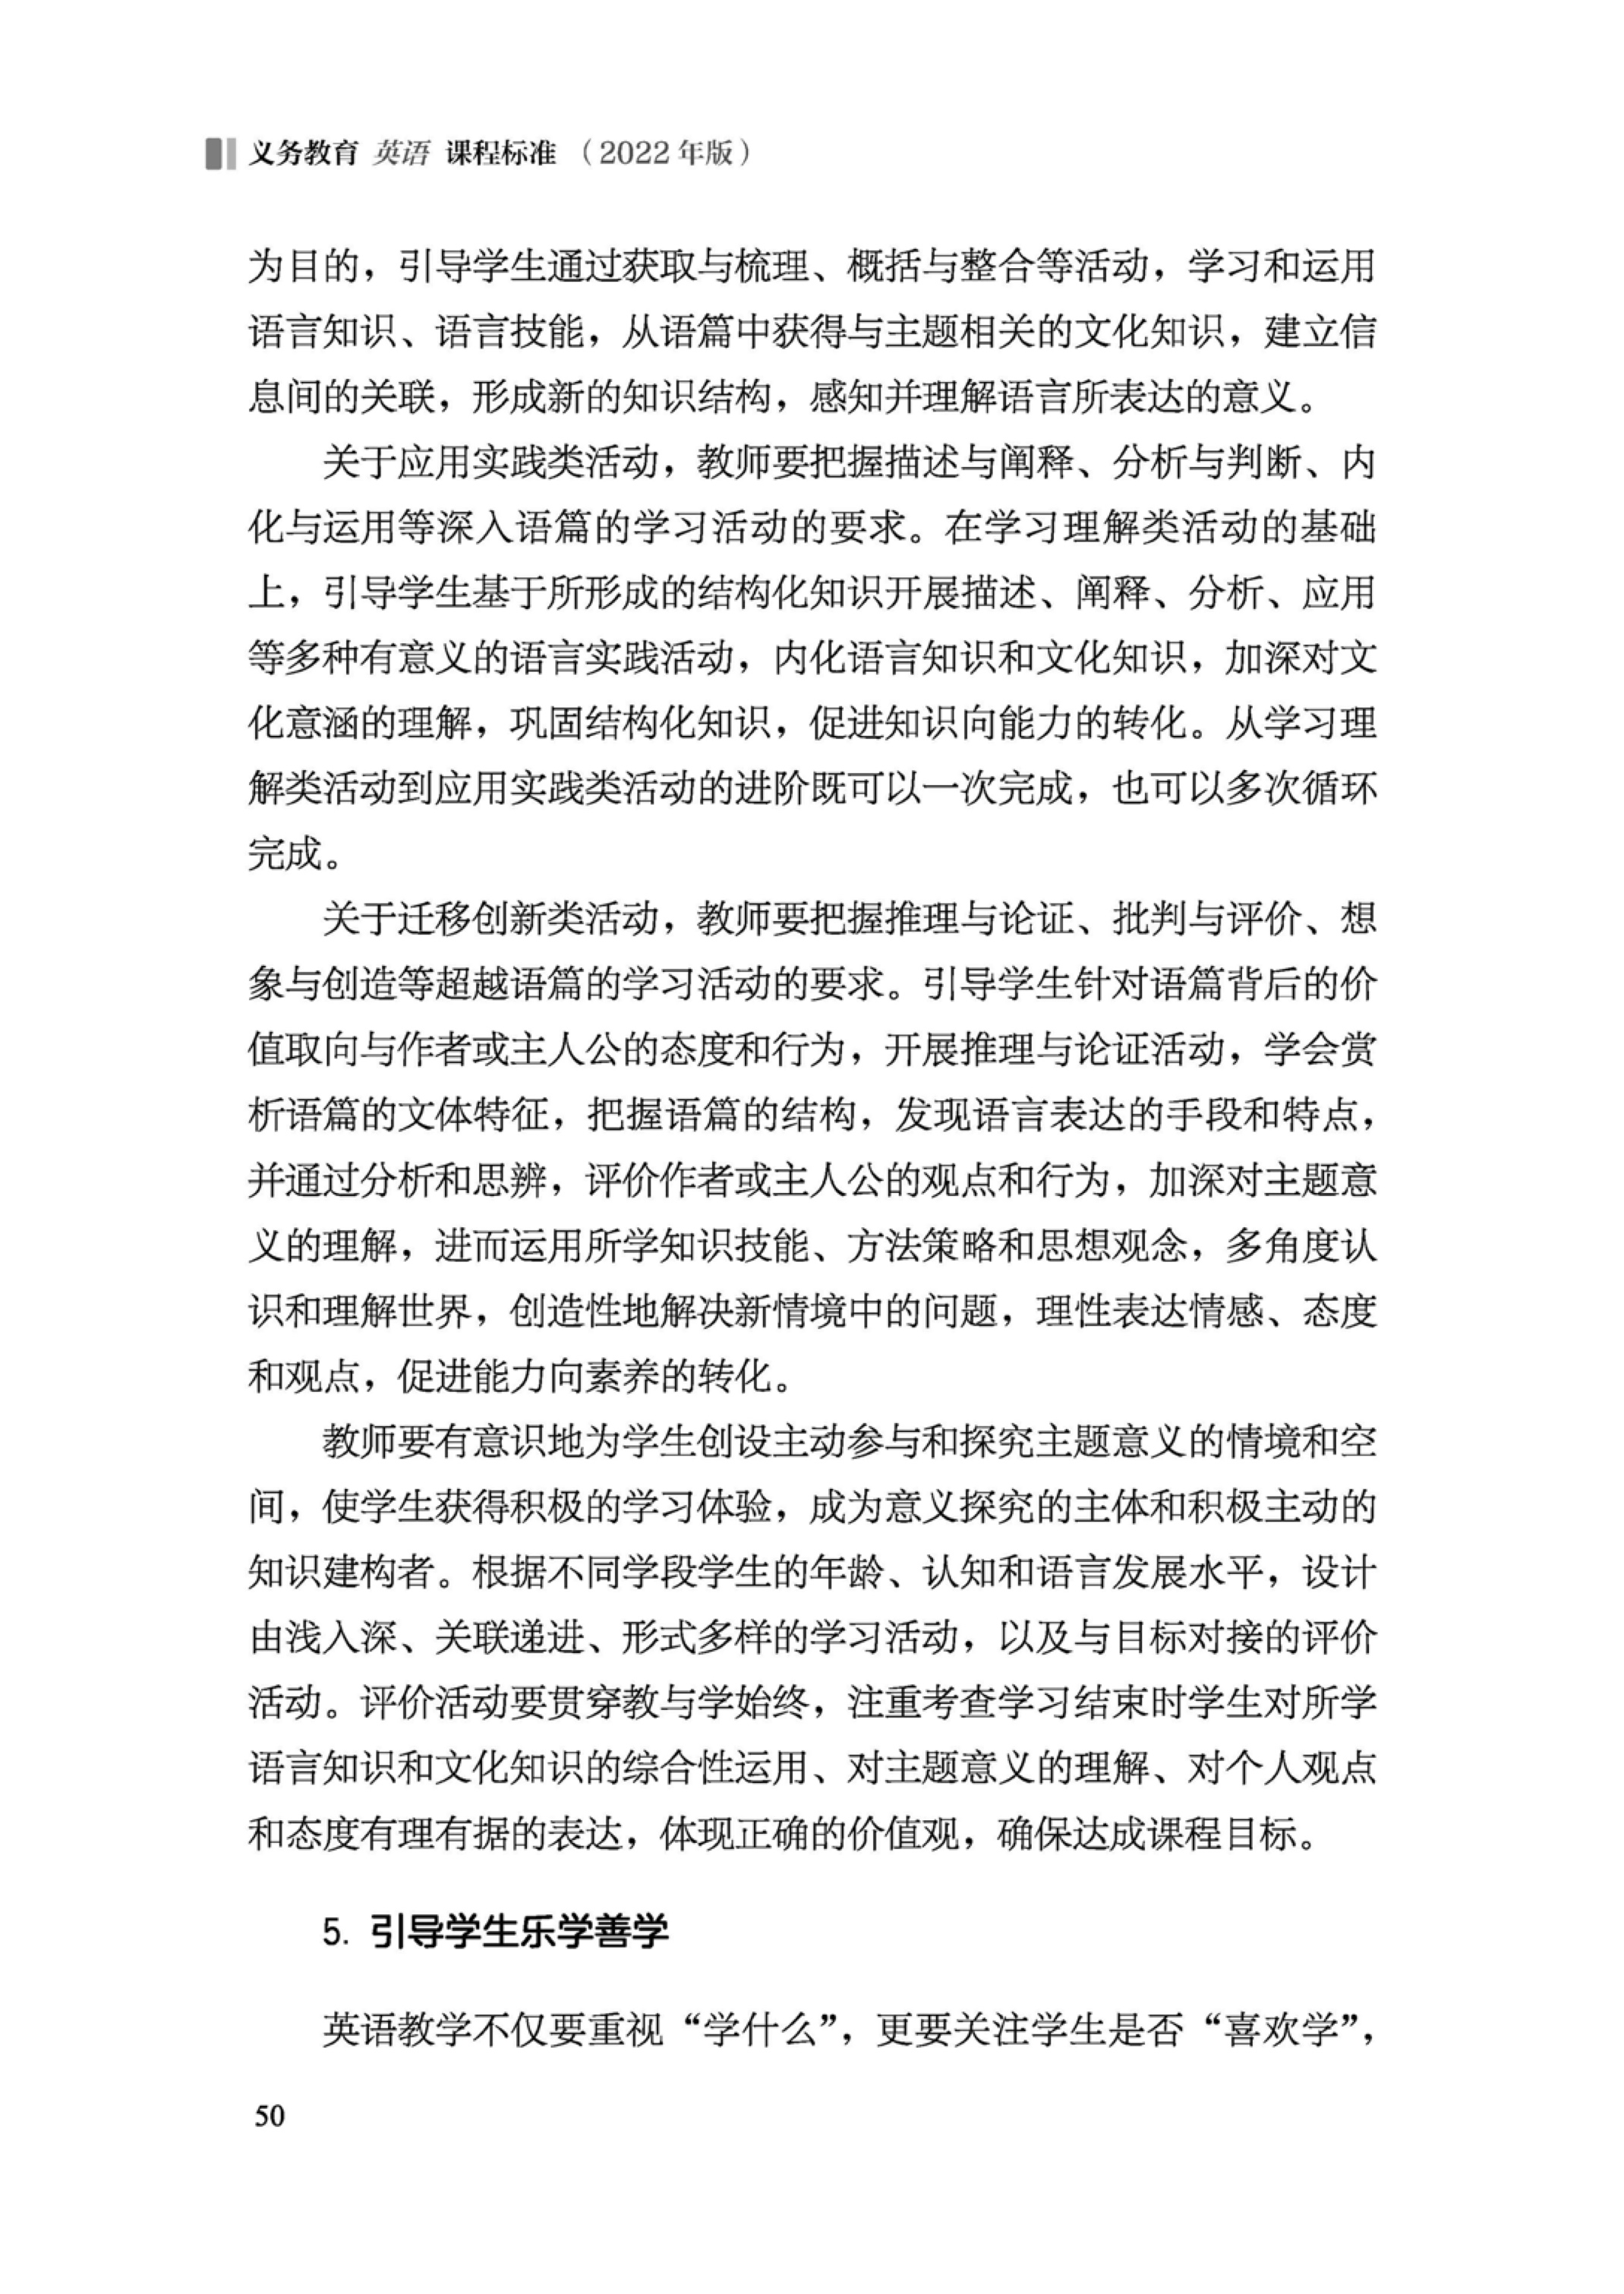 义务教育 英语 课程标准（2022 年版）
为目的，引导学生通过获取与梳理、概括与整合等活动，学习和运用
语言知识、语言技能，从语篇中获得与主题相关的文化知识，建立信
息间的关联，形成新的知识结构，感知并理解语言所表达的意义。
关于应用实践类活动，教师要把握描述与阐释、分析与判断、内
化与运用等深入语篇的学习活动的要求。在学习理解类活动的基础
上，引导学生基于所形成的结构化知识开展描述、阐释、分析、应用
等多种有意义的语言实践活动，内化语言知识和文化知识，加深对文
化意涵的理解，巩固结构化知识，促进知识向能力的转化。从学习理
解类活动到应用实践类活动的进阶既可以一次完成，也可以多次循环
完成。
关于迁移创新类活动，教师要把握推理与论证、批判与评价、想
象与创造等超越语篇的学习活动的要求。引导学生针对语篇背后的价
值取向与作者或主人公的态度和行为，开展推理与论证活动，学会赏
析语篇的文体特征，把握语篇的结构，发现语言表达的手段和特点，
并通过分析和思辨，评价作者或主人公的观点和行为，加深对主题意
义的理解，进而运用所学知识技能、方法策略和思想观念，多角度认
识和理解世界，创造性地解决新情境中的问题，理性表达情感、态度
和观点，促进能力向素养的转化。
教师要有意识地为学生创设主动参与和探究主题意义的情境和空
间，使学生获得积极的学习体验，成为意义探究的主体和积极主动的
知识建构者。根据不同学段学生的年龄、认知和语言发展水平，设计
由浅入深、关联递进、形式多样的学习活动，以及与目标对接的评价
活动。评价活动要贯穿教与学始终，注重考查学习结束时学生对所学
语言知识和文化知识的综合性运用、对主题意义的理解、对个人观点
和态度有理有据的表达，体现正确的价值观，确保达成课程目标。
5. 引导学生乐学善学
英语教学不仅要重视“学什么”，更要关注学生是否“喜欢学”，
50